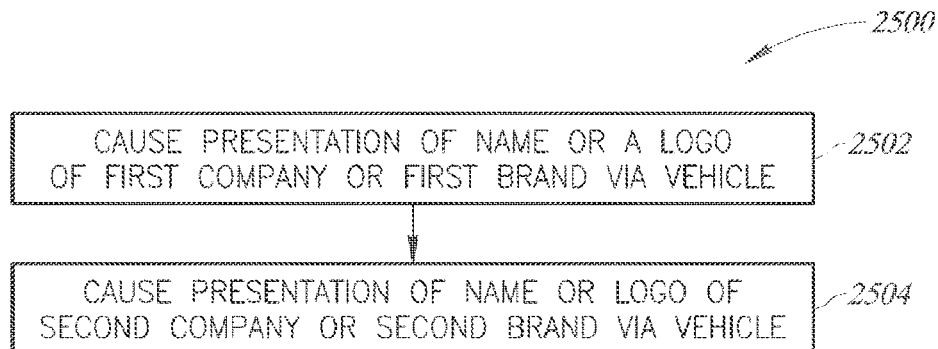 2500
CAUSE PRESENTATION OF NAME OR A LOGO
OF FIRST COMPANY OR FIRST BRAND VIA VEHICLE
2502
CAUSE PRESENTATION OF NAME OR LOGO OF
SECOND COMPANY OR SECOND BRAND VIA VEHICLE
2504